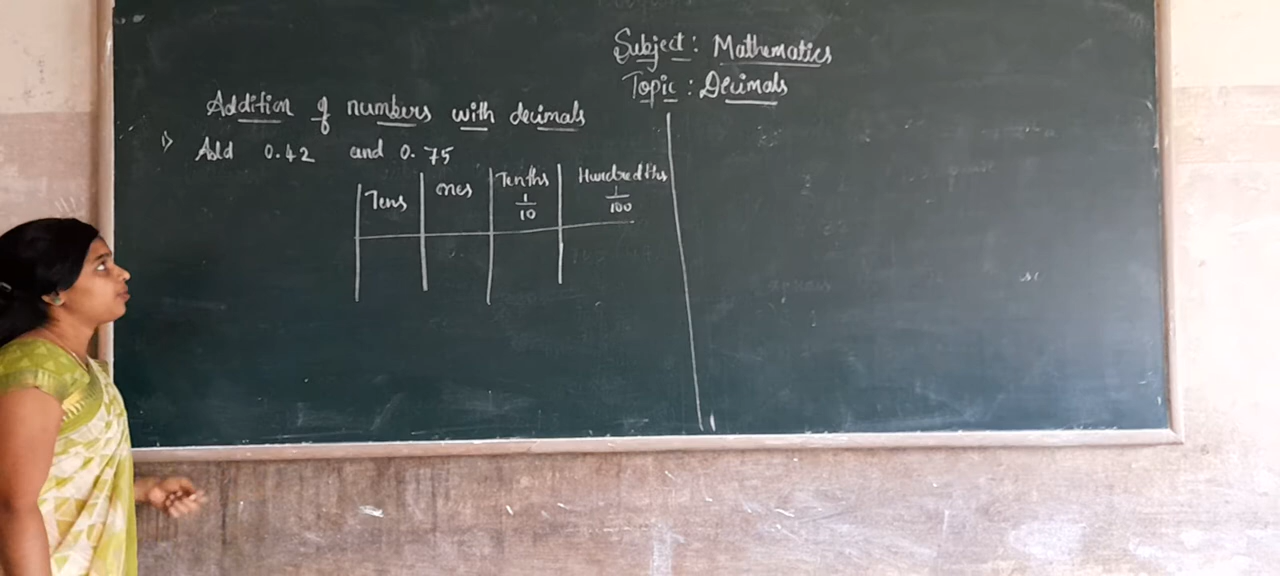 Subject: Mathematics
Topic: Decimals
Addition of numbers with decimals
1) Add 0.42 and 0.75
Tens ones Tenths Hundredths
1/10 1/100